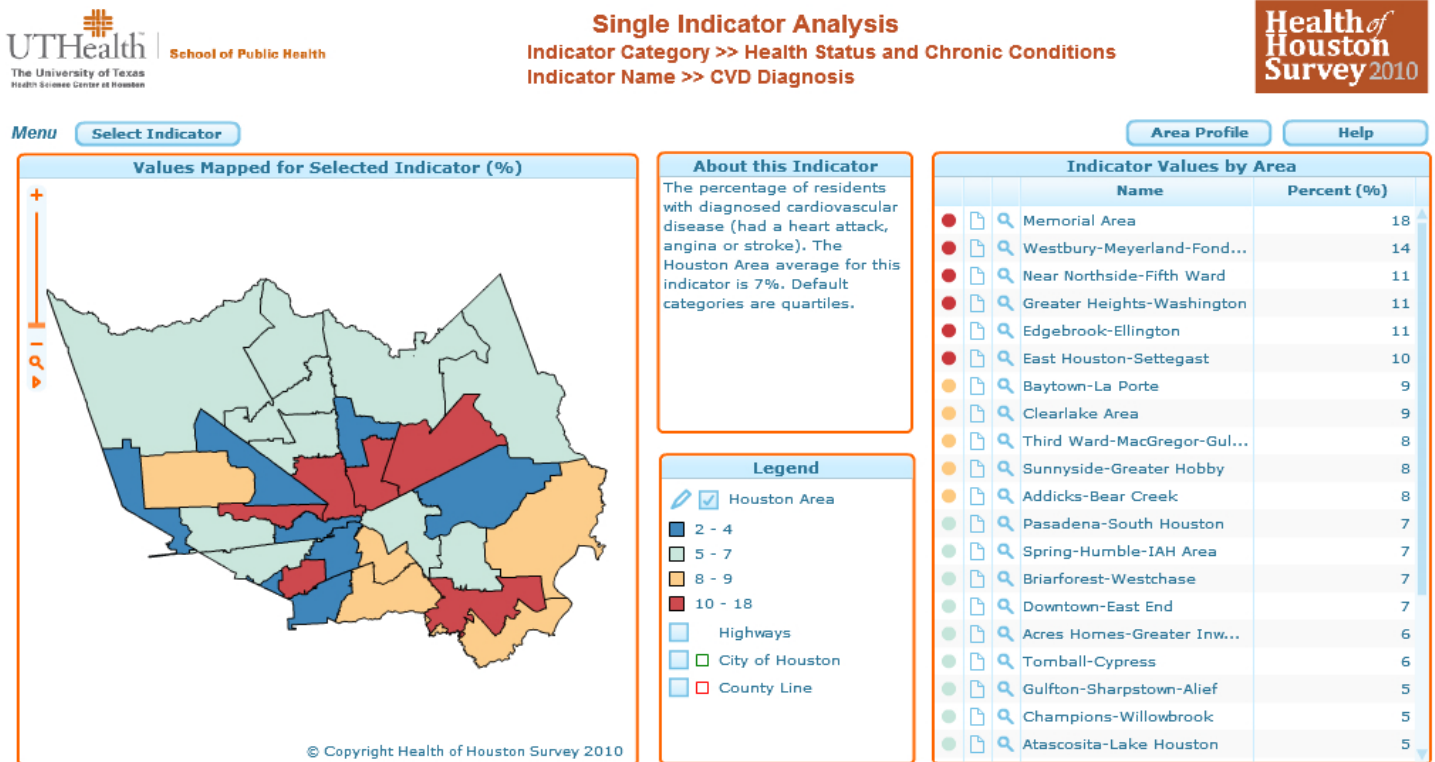 UTHealth
School of Public Health
The University of Texas
Health Science Center at Houston
Single Indicator Analysis
Indicator Category >> Health Status and Chronic Conditions
Indicator Name >> CVD Diagnosis
Health of
Houston
Survey 2010
Menu
Select Indicator
Area Profile
Help
Values Mapped for Selected Indicator (%)
© Copyright Health of Houston Survey 2010
About this Indicator
The percentage of residents
with diagnosed cardiovascular
disease (had a heart attack,
angina or stroke). The
Houston Area average for this
indicator is 7%. Default
categories are quartiles.
Legend
Houston Area
2 - 4
5 - 7
8 - 9
10 - 18
Highways
City of Houston
County Line
Indicator Values by Area
Name Percent (%)
Memorial Area 18
Westbury-Meyerland-Fond... 14
Near Northside-Fifth Ward 11
Greater Heights-Washington 11
Edgebrook-Ellington 11
East Houston-Settegast 10
Baytown-La Porte 9
Clearlake Area 9
Third Ward-MacGregor-Gul... 8
Sunnyside-Greater Hobby 8
Addicks-Bear Creek 8
Pasadena-South Houston 7
Spring-Humble-IAH Area 7
Briarforest-Westchase 7
Downtown-East End 7
Acres Homes-Greater Inw... 6
Tomball-Cypress 6
Gulfton-Sharpstown-Alief 5
Champions-Willowbrook 5
Atascosita-Lake Houston 5